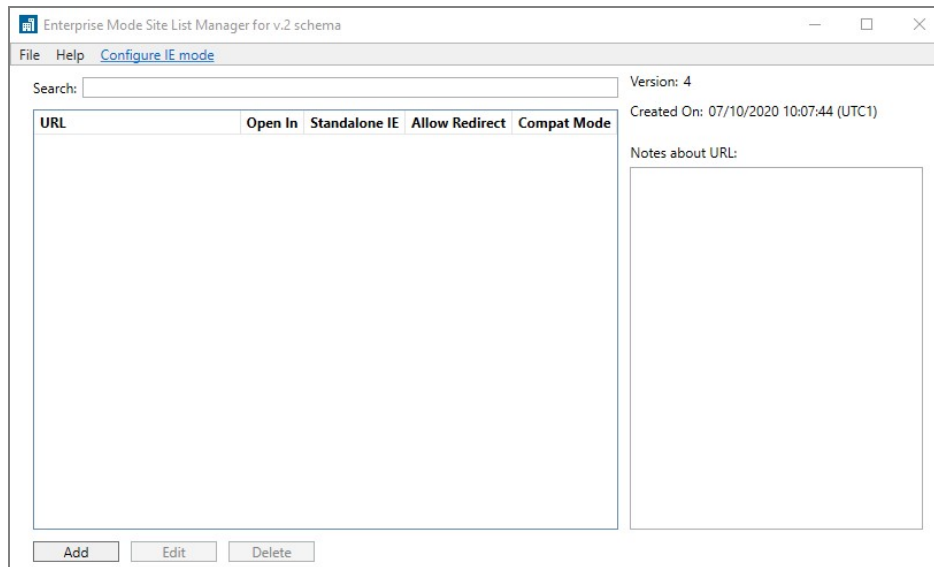 Enterprise Mode Site List Manager for v.2 schema
File Help Configure IE mode
Search:
Version: 4
Created On: 07/10/2020 10:07:44 (UTC1)
URL Open In Standalone IE Allow Redirect Compat Mode
Notes about URL:
Add Edit Delete